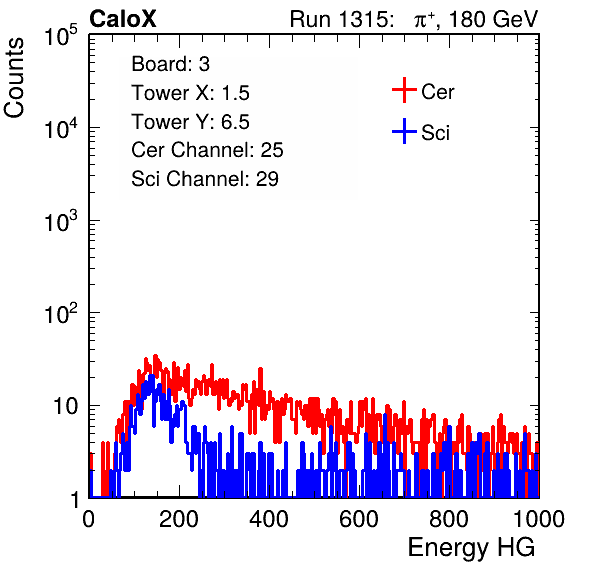 CaloX Run 1315: π⁺, 180 GeV
Counts
10⁵
10⁴
10³
10²
10
1
Board: 3
Tower X: 1.5
Tower Y: 6.5
Cer Channel: 25
Sci Channel: 29
Cer
Sci
0 200 400 600 800 1000
Energy HG